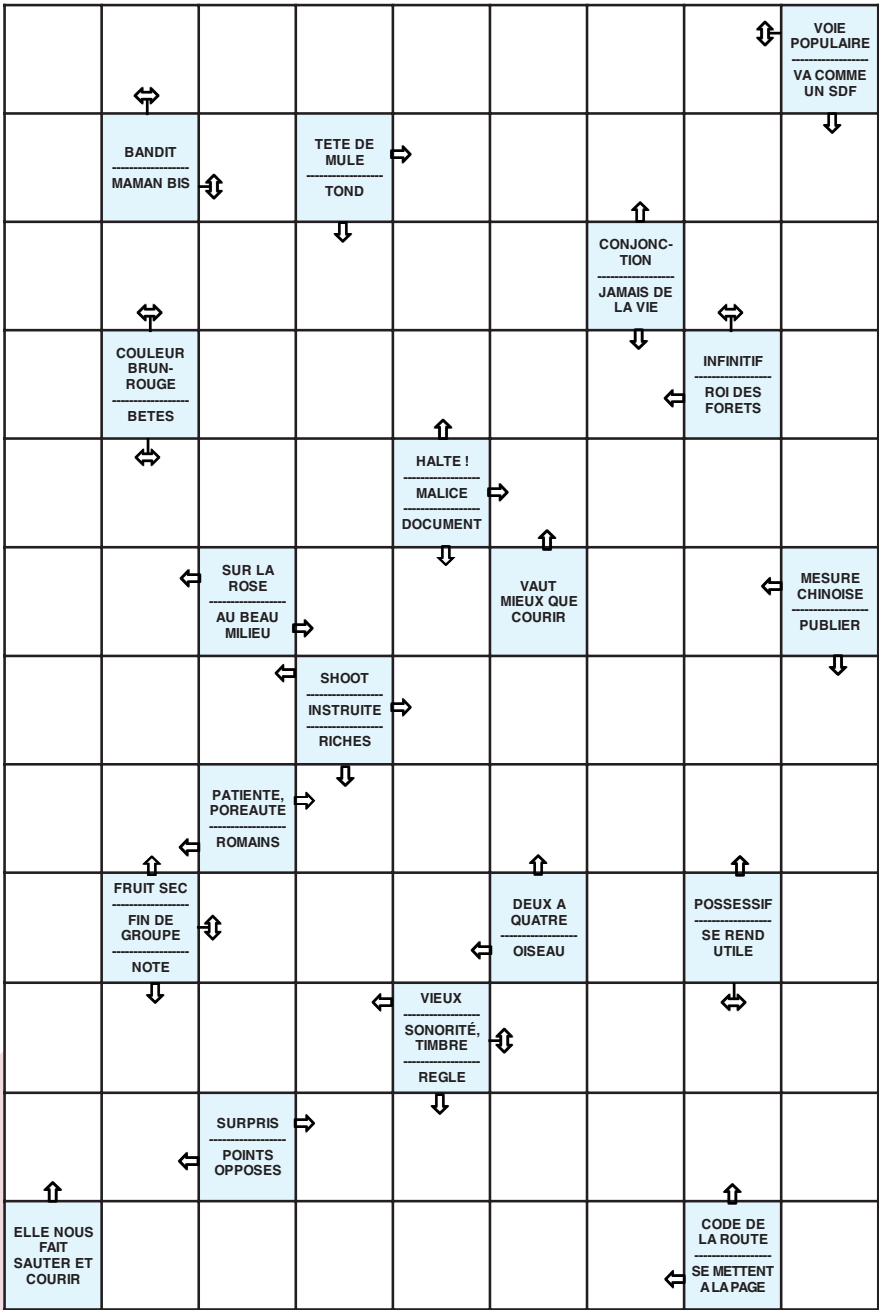 VOIE
POPULAIRE
VA COMME
UN SDF
BANDIT
MAMAN BIS
TETE DE
MULE
TOND
CONJONC-
TION
JAMAIS DE
LA VIE
COULEUR
BRUN-
ROUGE
BETES
INFINITIF
ROI DES
FORETS
HALTE !
MALICE
DOCUMENT
SUR LA
ROSE
AU BEAU
MILIEU
VAUT
MIEUX QUE
COURIR
MESURE
CHINOISE
PUBLIER
SHOOT
INSTRUITE
RICHES
PATIENTE,
POREAUTE
ROMAINS
FRUIT SEC
FIN DE
GROUPE
NOTE
DEUX A
QUATRE
OISEAU
POSSESSIF
SE REND
UTILE
VIEUX
SONORITÉ,
TIMBRE
REGLE
SURPRIS
POINTS
OPPOSES
ELLE NOUS
FAIT
SAUTER ET
COURIR
CODE DE
LA ROUTE
SE METTENT
A LA PAGE